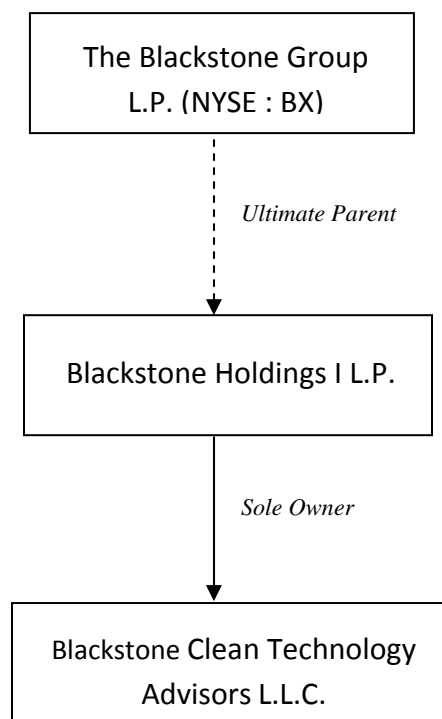 The Blackstone Group
L.P. (NYSE : BX)
Ultimate Parent
Blackstone Holdings I L.P.
Sole Owner
Blackstone Clean Technology
Advisors L.L.C.